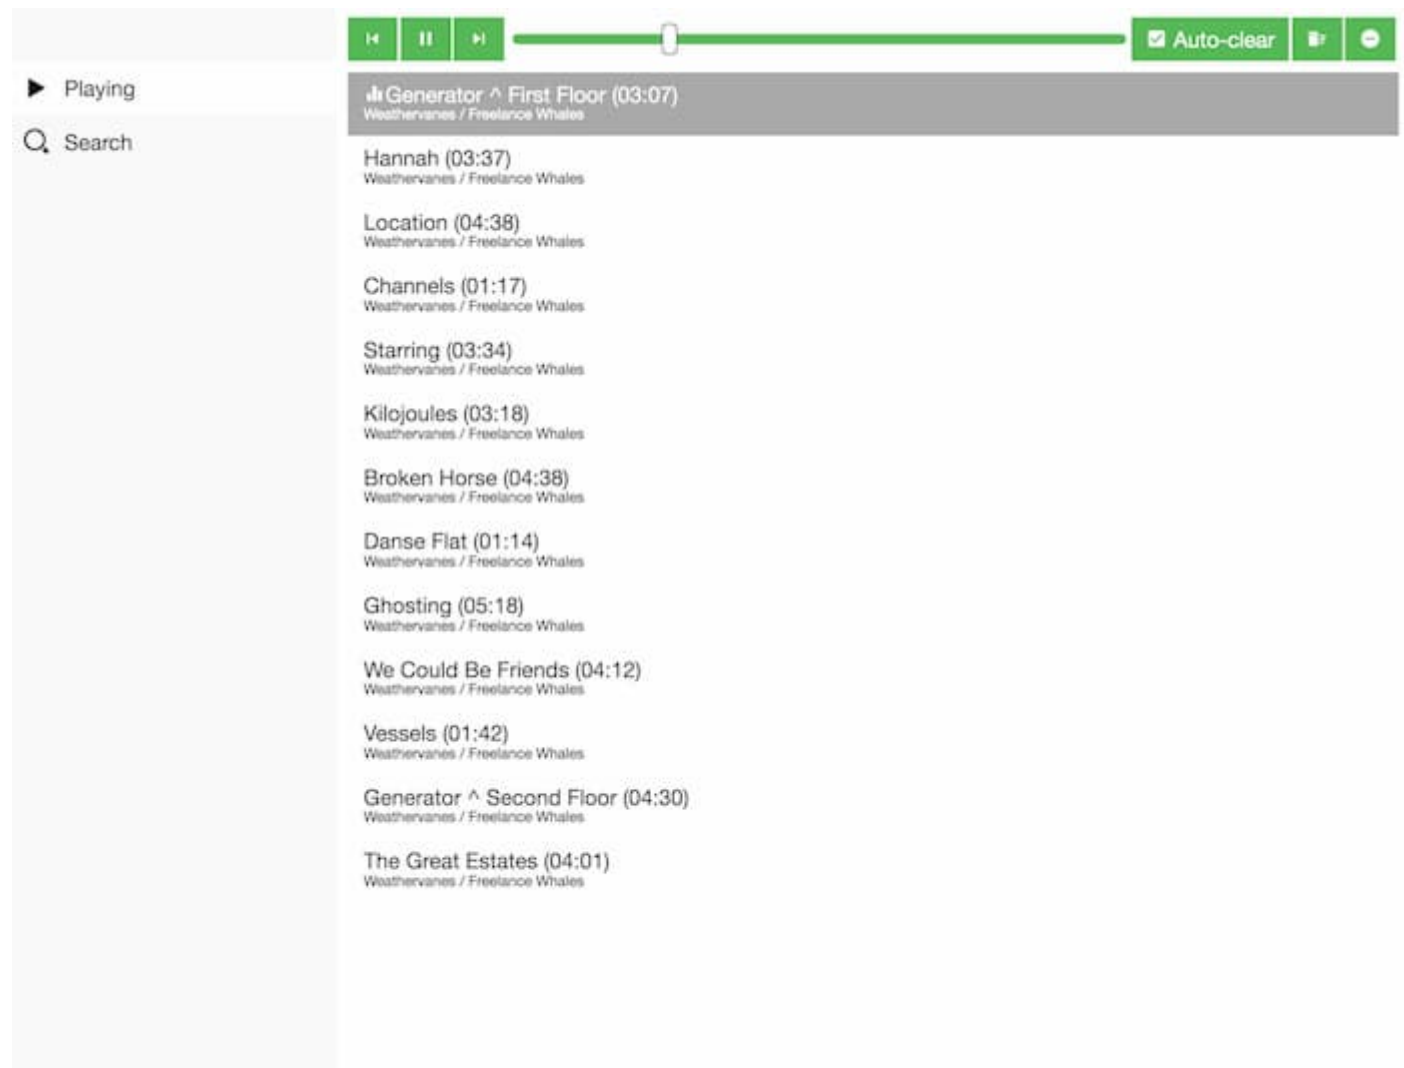 Auto-clear
Playing
Search
Generator ^ First Floor (03:07)
Weathervanes / Freelance Whales
Hannah (03:37)
Weathervanes / Freelance Whales
Location (04:38)
Weathervanes / Freelance Whales
Channels (01:17)
Weathervanes / Freelance Whales
Starring (03:34)
Weathervanes / Freelance Whales
Kilojoules (03:18)
Weathervanes / Freelance Whales
Broken Horse (04:38)
Weathervanes / Freelance Whales
Danse Flat (01:14)
Weathervanes / Freelance Whales
Ghosting (05:18)
Weathervanes / Freelance Whales
We Could Be Friends (04:12)
Weathervanes / Freelance Whales
Vessels (01:42)
Weathervanes / Freelance Whales
Generator ^ Second Floor (04:30)
Weathervanes / Freelance Whales
The Great Estates (04:01)
Weathervanes / Freelance Whales